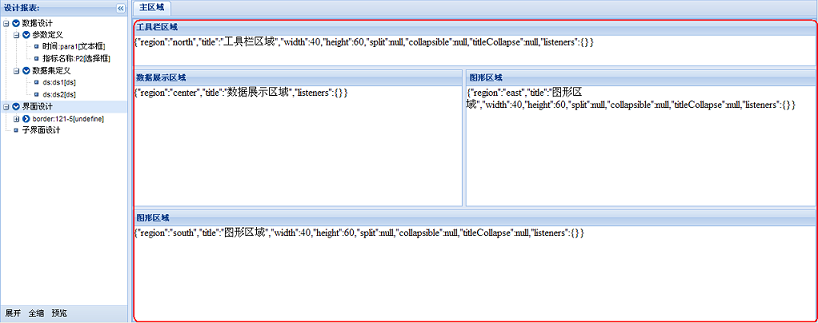 设计报表:
数据设计
参数定义
时间:para1[文本框]
指标名称:P2[选择框]
数据集定义
ds:ds1[ds]
ds:ds2[ds]
界面设计
border:121-5[undefine]
子界面设计
展开 全缩 预览
主区域
工具栏区域
{"region":"north","title":"工具栏区域","width":40,"height":60,"split":null,"collapsible":null,"titleCollapse":null,"listeners":{}}
数据展示区域
{"region":"center","title":"数据展示区域","listeners":{}}
图形区域
{"region":"east","title":"图形区
域","width":40,"height":60,"split":null,"collapsible":null,"titleCollapse":null,"listeners":{}}
图形区域
{"region":"south","title":"图形区域","width":40,"height":60,"split":null,"collapsible":null,"titleCollapse":null,"listeners":{}}